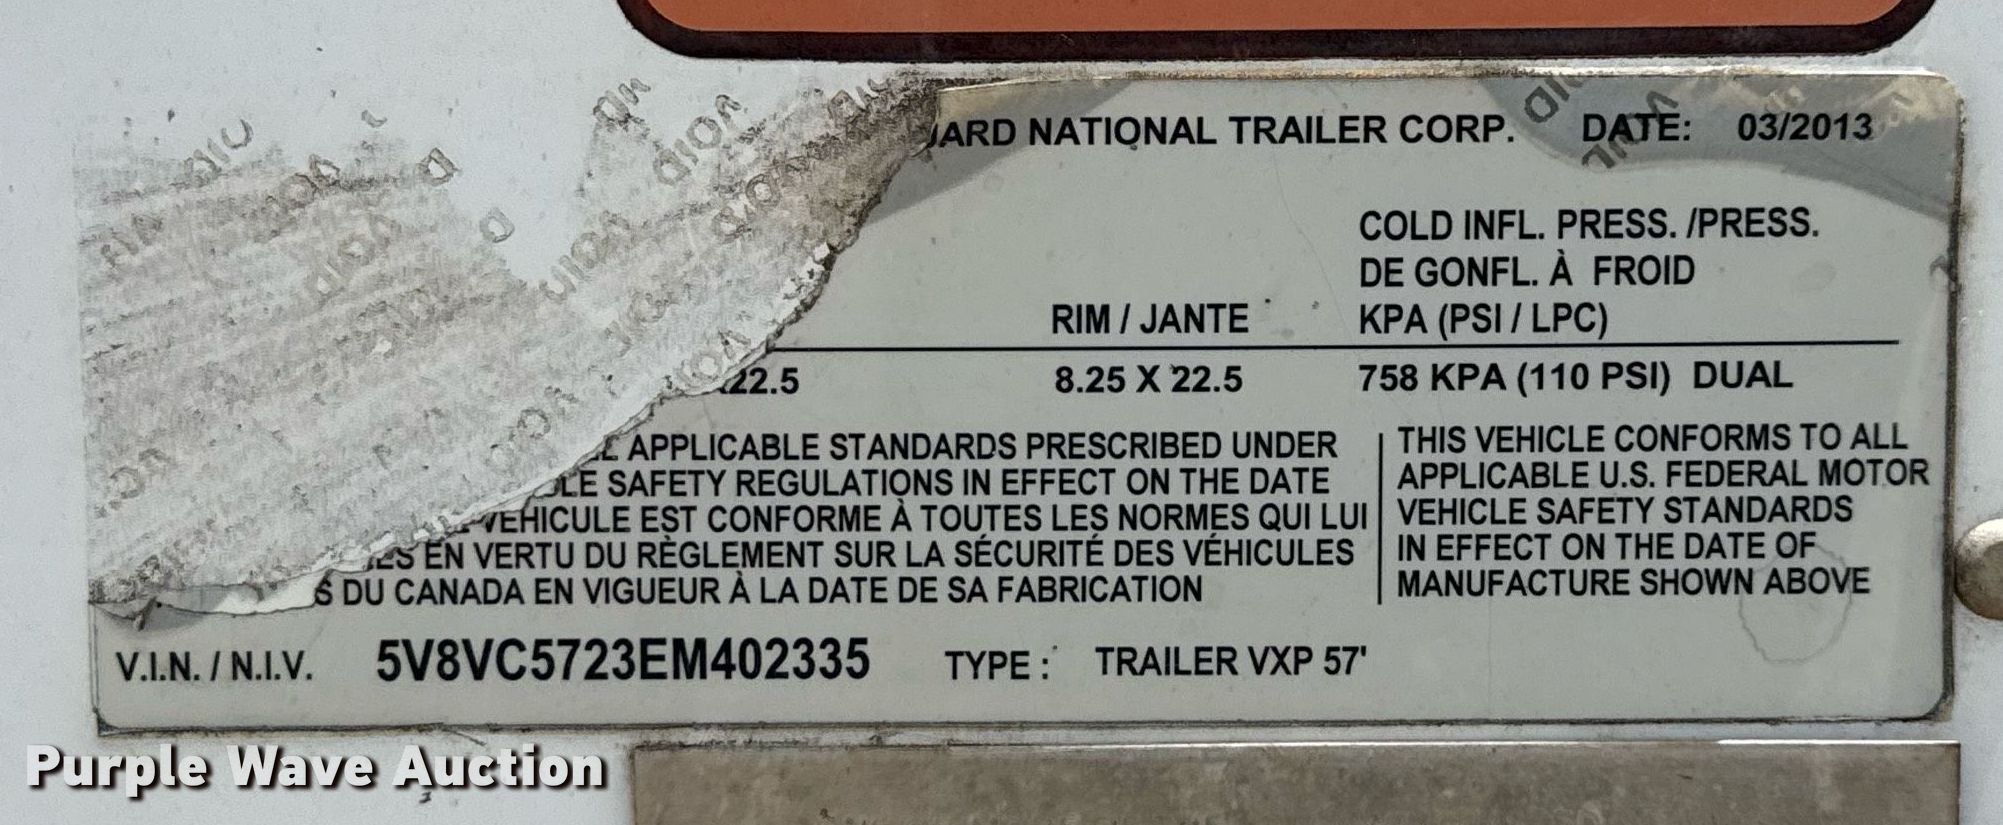 ARD NATIONAL TRAILER CORP. DATE: 03/2013
COLD INFL. PRESS. /PRESS.
DE GONFL. À FROID
RIM / JANTE KPA (PSI / LPC)
22.5 8.25 X 22.5 758 KPA (110 PSI) DUAL
APPLICABLE STANDARDS PRESCRIBED UNDER
LE SAFETY REGULATIONS IN EFFECT ON THE DATE
VÉHICULE EST CONFORME À TOUTES LES NORMES QUI LUI
ES EN VERTU DU RÈGLEMENT SUR LA SÉCURITÉ DES VÉHICULES
S DU CANADA EN VIGUEUR À LA DATE DE SA FABRICATION
THIS VEHICLE CONFORMS TO ALL
APPLICABLE U.S. FEDERAL MOTOR
VEHICLE SAFETY STANDARDS
IN EFFECT ON THE DATE OF
MANUFACTURE SHOWN ABOVE
V.I.N. / N.I.V. 5V8VC5723EM402335 TYPE : TRAILER VXP 57'
Purple Wave Auction